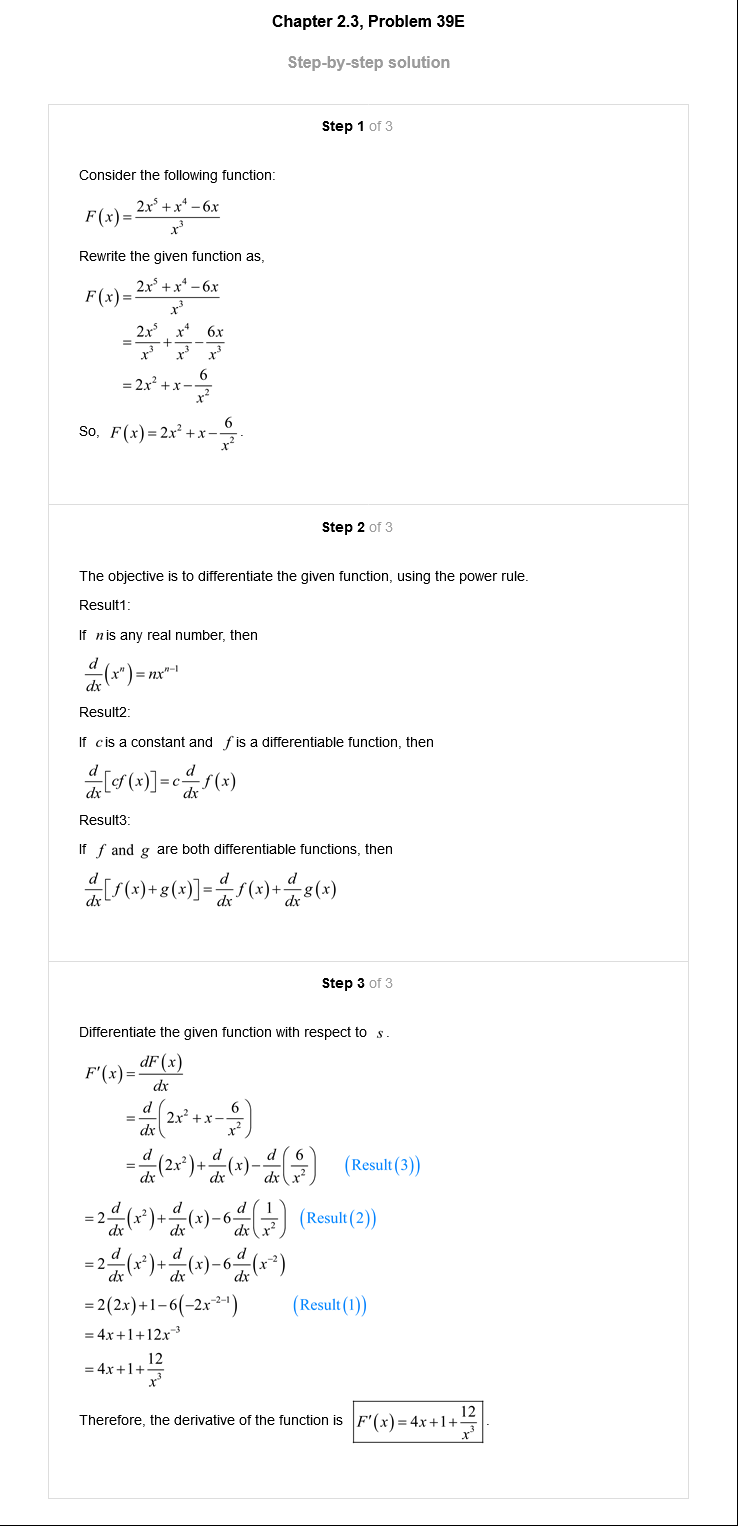 Chapter 2.3, Problem 39E
Step-by-step solution
Step 1 of 3
Consider the following function:
F(x) = \frac{2x^5 + x^4 - 6x}{x^3}
Rewrite the given function as,
F(x) = \frac{2x^5 + x^4 - 6x}{x^3}
= \frac{2x^5}{x^3} + \frac{x^4}{x^3} - \frac{6x}{x^3}
= 2x^2 + x - \frac{6}{x^2}
So, F(x) = 2x^2 + x - \frac{6}{x^2}.
Step 2 of 3
The objective is to differentiate the given function, using the power rule.
Result1:
If n is any real number, then
\frac{d}{dx}(x^n) = nx^{n-1}
Result2:
If c is a constant and f is a differentiable function, then
\frac{d}{dx}[cf(x)] = c\frac{d}{dx}f(x)
Result3:
If f and g are both differentiable functions, then
\frac{d}{dx}[f(x)+g(x)] = \frac{d}{dx}f(x) + \frac{d}{dx}g(x)
Step 3 of 3
Differentiate the given function with respect to s.
F'(x) = \frac{dF(x)}{dx}
= \frac{d}{dx}(2x^2 + x - \frac{6}{x^2})
= \frac{d}{dx}(2x^2) + \frac{d}{dx}(x) - \frac{d}{dx}(\frac{6}{x^2}) (Result(3))
= 2\frac{d}{dx}(x^2) + \frac{d}{dx}(x) - 6\frac{d}{dx}(\frac{1}{x^2}) (Result(2))
= 2\frac{d}{dx}(x^2) + \frac{d}{dx}(x) - 6\frac{d}{dx}(x^{-2})
= 2(2x) + 1 - 6(-2x^{-2-1}) (Result(1))
= 4x + 1 + 12x^{-3}
= 4x + 1 + \frac{12}{x^3}
Therefore, the derivative of the function is F'(x) = 4x + 1 + \frac{12}{x^3}.